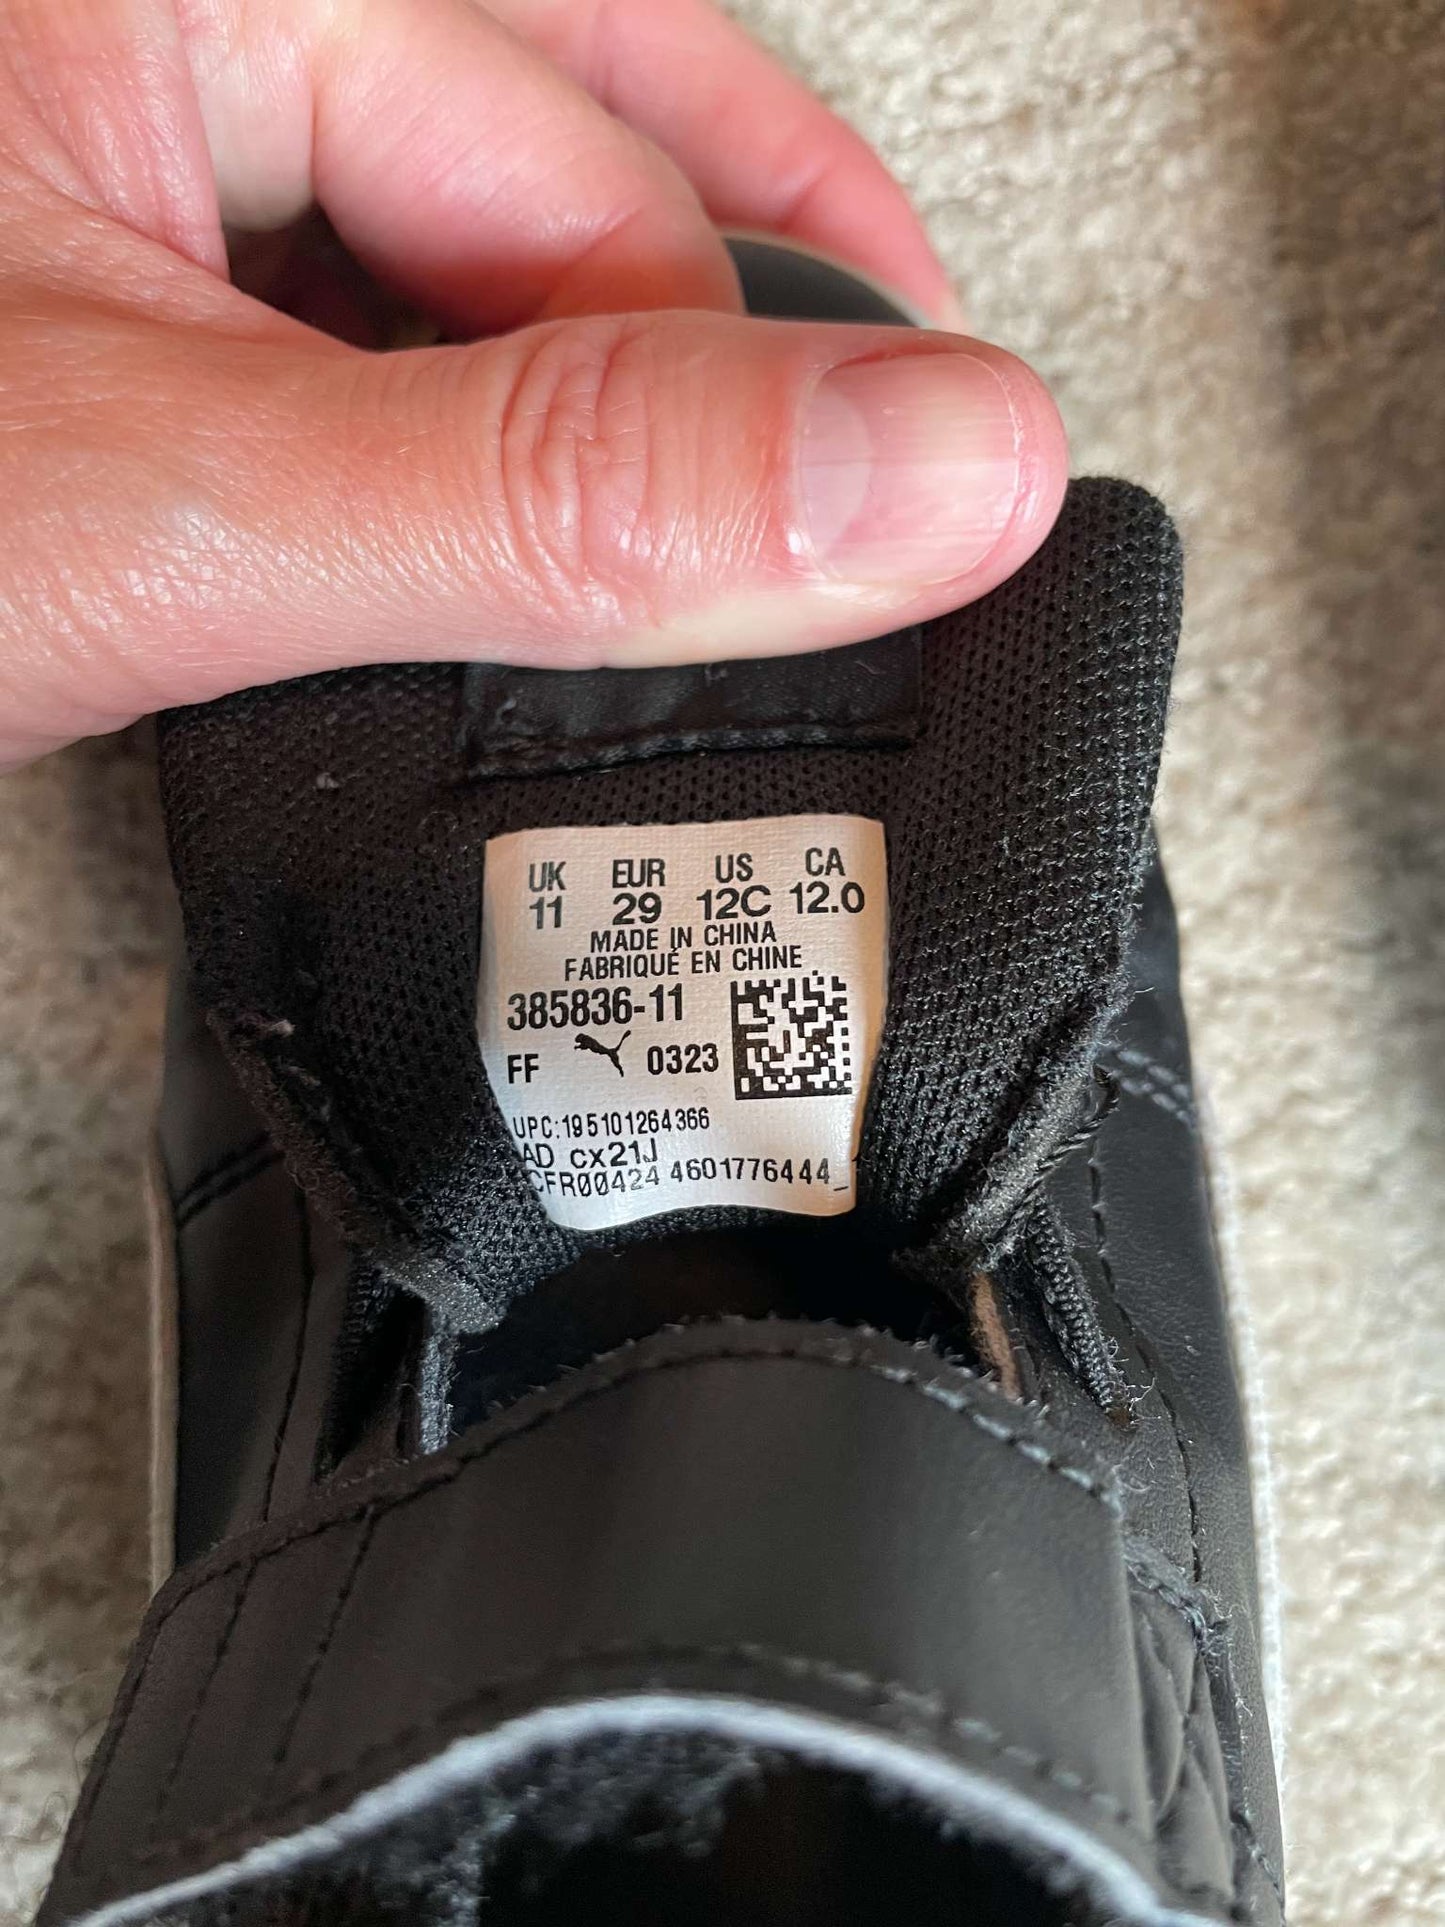 UK EUR US CA
11 29 12C 12.0
MADE IN CHINA
FABRIQUÉ EN CHINE
385836-11
FF 0323
UPC:195101264366
AD cx21J
CFR00424 4601776444_